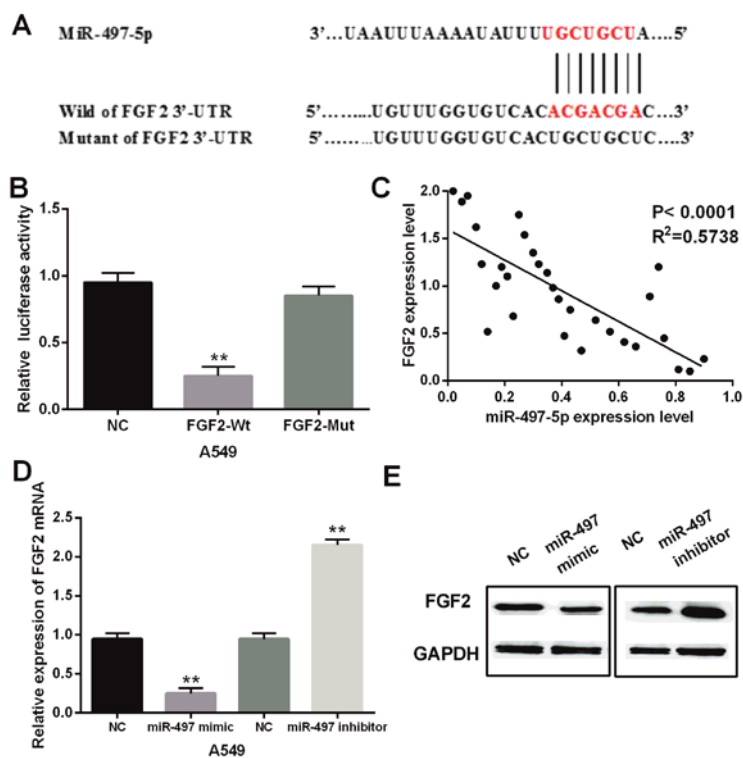 A
MiR-497-5p 3’…UAAUUUAAAAUAUUUUGCUGCUA….5’
Wild of FGF2 3’-UTR 5’……...UGUUUGGUGUCACACGACGAC…3’
Mutant of FGF2 3’-UTR 5’……...UGUUUGGUGUCACUGCUGCUC….3’
B
Relative luciferase activity
1.5
1.0
0.5
0.0
**
NC FGF2-Wt FGF2-Mut
A549
C
FGF2 expression level
2.0
1.5
1.0
0.5
0.0
P< 0.0001
R²=0.5738
0.0 0.2 0.4 0.6 0.8 1.0
miR-497-5p expression level
D
Relative expression of FGF2 mRNA
2.5
2.0
1.5
1.0
0.5
0.0
**
**
NC miR-497 mimic NC miR-497 inhibitor
A549
E
NC miR-497 mimic NC miR-497 inhibitor
FGF2
GAPDH